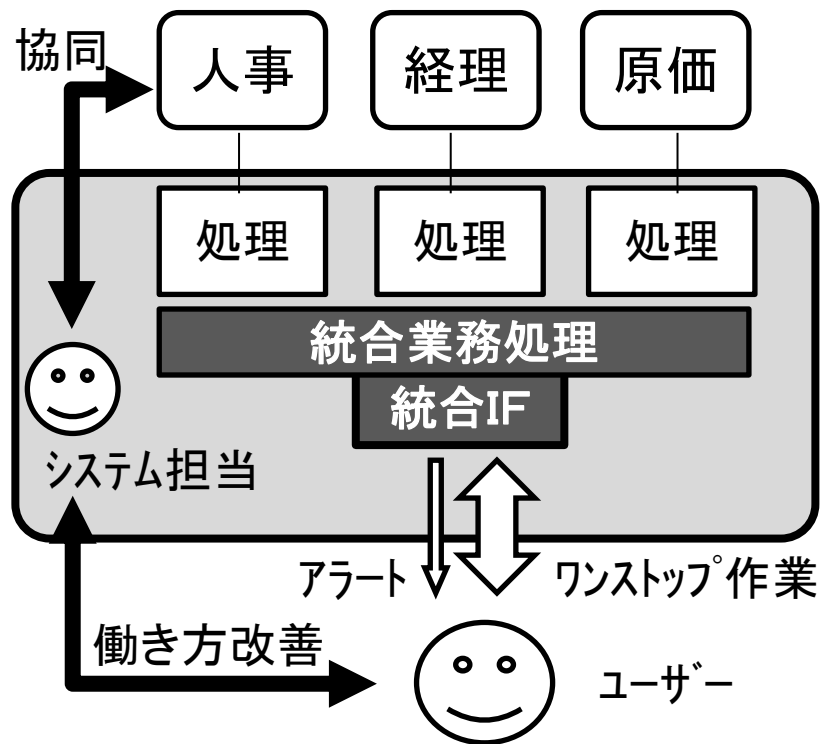 協同
人事
経理
原価
処理
処理
処理
統合業務処理
統合IF
システム担当
アラート
ワンストップ作業
働き方改善
ユーザー